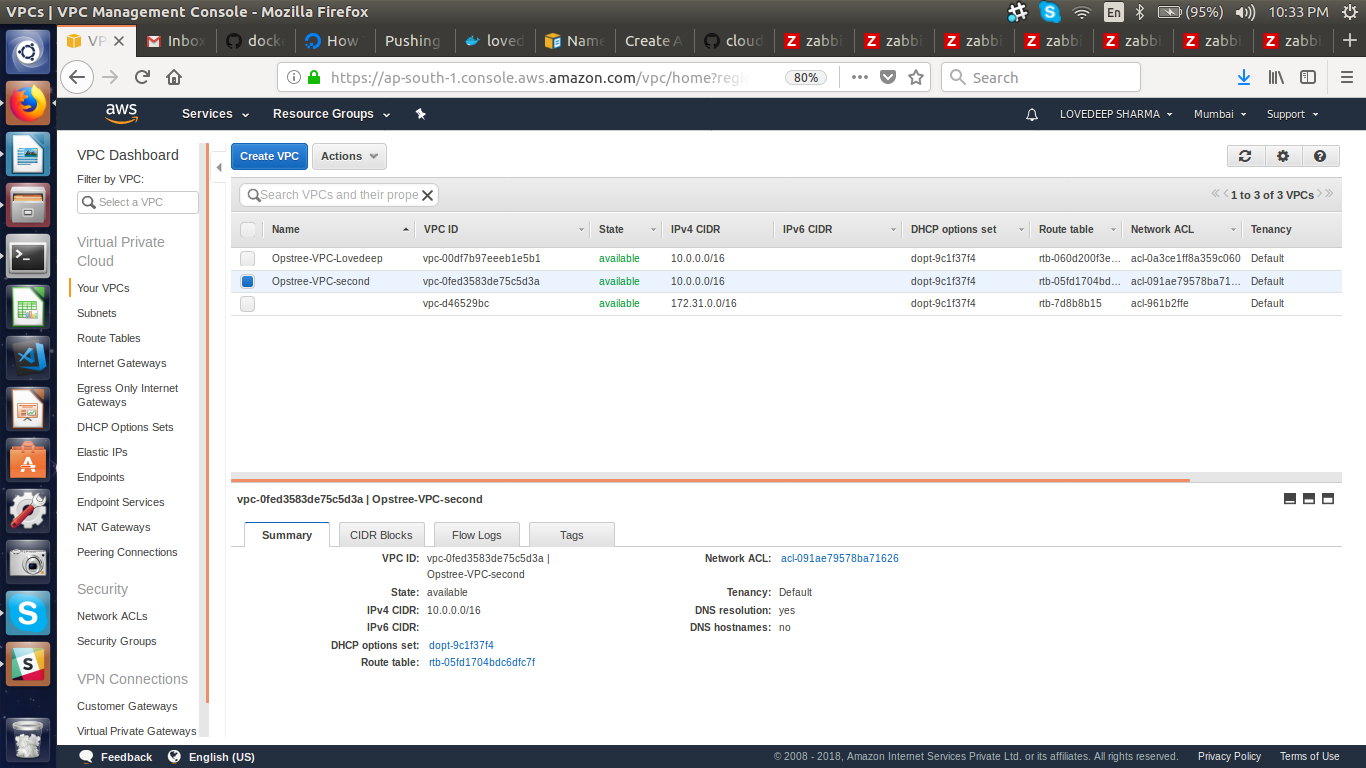 VPCs | VPC Management Console - Mozilla Firefox
En (95%) 10:33 PM
VP Inbox dock How Pushing loved Name Create A cloud zabbi zabbi zabbi zabbi zabbi zabbi zabbi
https://ap-south-1.console.aws.amazon.com/vpc/home?regi 80% Search
aws Services Resource Groups LOVEDEEP SHARMA Mumbai Support
VPC Dashboard
Filter by VPC:
Select a VPC
Virtual Private
Cloud
Your VPCs
Subnets
Route Tables
Internet Gateways
Egress Only Internet
Gateways
DHCP Options Sets
Elastic IPs
Endpoints
Endpoint Services
NAT Gateways
Peering Connections
Security
Network ACLs
Security Groups
VPN Connections
Customer Gateways
Virtual Private Gateways
Create VPC Actions
Search VPCs and their prope 1 to 3 of 3 VPCs
Name VPC ID State IPv4 CIDR IPv6 CIDR DHCP options set Route table Network ACL Tenancy
Opstree-VPC-Lovedeep vpc-00df7b97eeeb1e5b1 available 10.0.0.0/16 dopt-9c1f37f4 rtb-060d200f3e... acl-0a3ce1ff8a359c060 Default
Opstree-VPC-second vpc-0fed3583de75c5d3a available 10.0.0.0/16 dopt-9c1f37f4 rtb-05fd1704bd... acl-091ae79578ba71... Default
vpc-d46529bc available 172.31.0.0/16 dopt-9c1f37f4 rtb-7d8b8b15 acl-961b2ffe Default
vpc-0fed3583de75c5d3a | Opstree-VPC-second
Summary CIDR Blocks Flow Logs Tags
VPC ID: vpc-0fed3583de75c5d3a |
Opstree-VPC-second
State: available
IPv4 CIDR: 10.0.0.0/16
IPv6 CIDR:
DHCP options set: dopt-9c1f37f4
Route table: rtb-05fd1704bdc6dfc7f
Network ACL: acl-091ae79578ba71626
Tenancy: Default
DNS resolution: yes
DNS hostnames: no
Feedback English (US) © 2008 - 2018, Amazon Internet Services Private Ltd. or its affiliates. All rights reserved. Privacy Policy Terms of Use